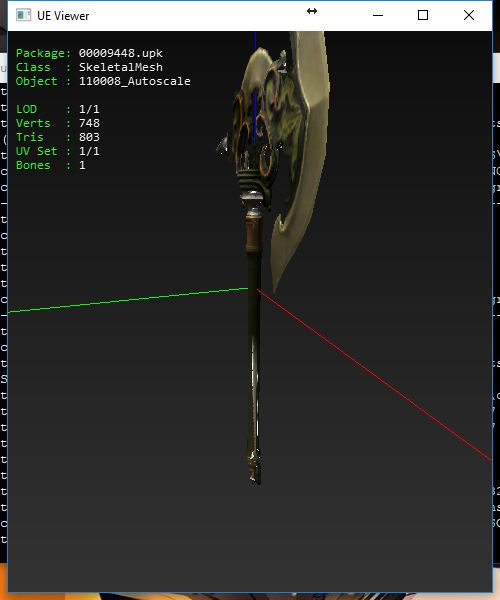 UE Viewer
Package: 00009448.upk
Class : SkeletalMesh
Object : 110008_Autoscale
LOD : 1/1
Verts : 748
Tris : 803
UV Set : 1/1
Bones : 1